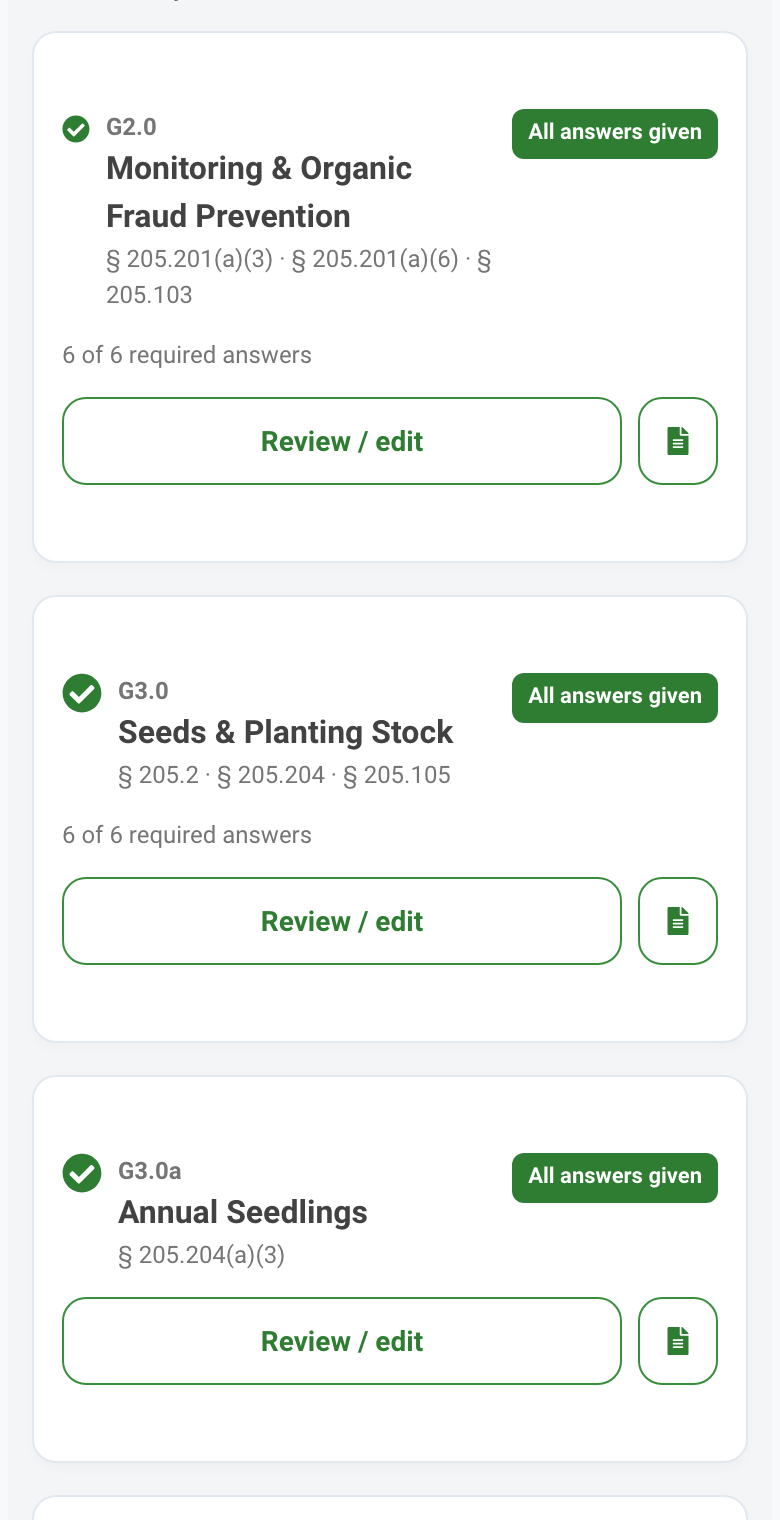 G2.0
All answers given
Monitoring & Organic
Fraud Prevention
§ 205.201(a)(3) · § 205.201(a)(6) · §
205.103
6 of 6 required answers
Review / edit
G3.0
All answers given
Seeds & Planting Stock
§ 205.2 · § 205.204 · § 205.105
6 of 6 required answers
Review / edit
G3.0a
All answers given
Annual Seedlings
§ 205.204(a)(3)
Review / edit